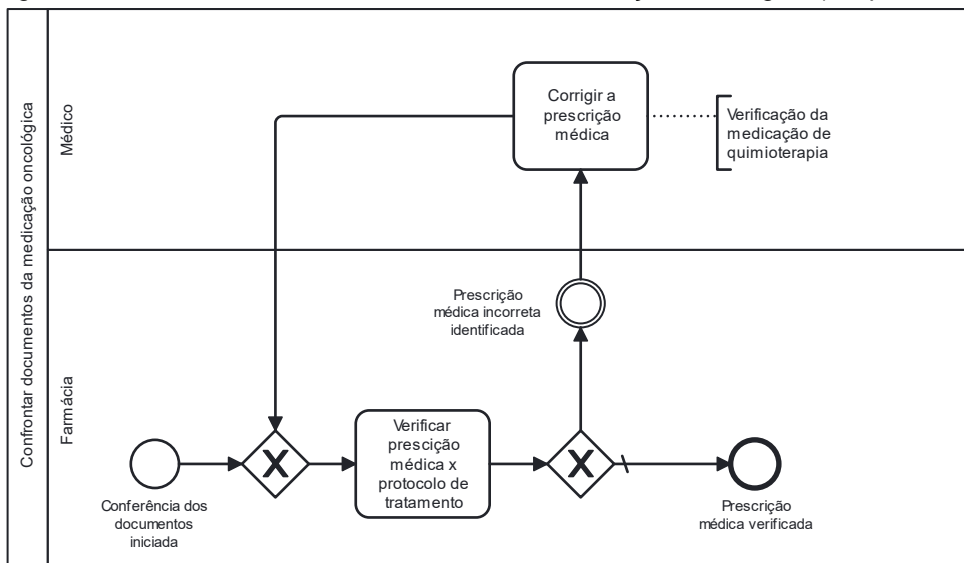 Confrontar documentos da medicação oncológica
Médico
Corrigir a
prescrição
médica
Verificação da
medicação de
quimioterapia
Farmácia
Prescrição
médica incorreta
identificada
Conferência dos
documentos
iniciada
X
Verificar
prescição
médica x
protocolo de
tratamento
X
Prescrição
médica verificada